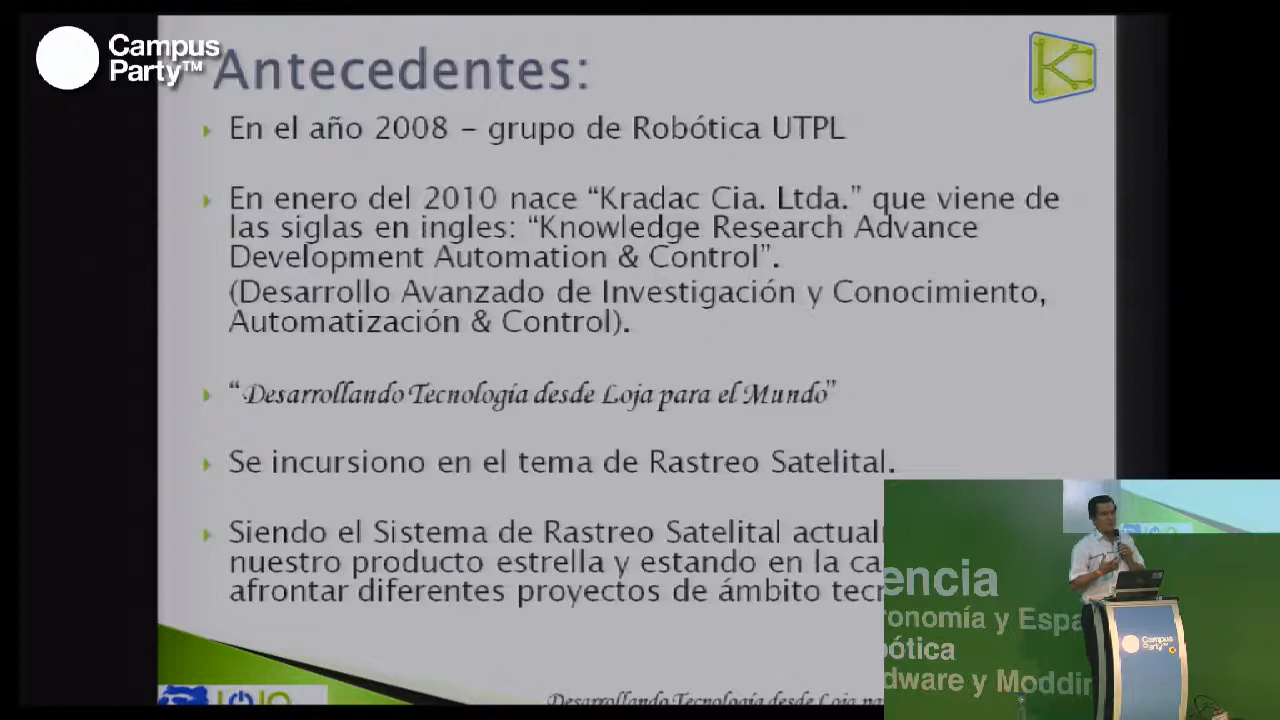 Campus
Party™
Antecedentes:
En el año 2008 – grupo de Robótica UTPL
En enero del 2010 nace “Kradac Cia. Ltda.” que viene de
las siglas en ingles: “Knowledge Research Advance
Development Automation & Control”.
(Desarrollo Avanzado de Investigación y Conocimiento,
Automatización & Control).
“Desarrollando Tecnología desde Loja para el Mundo”
Se incursiono en el tema de Rastreo Satelital.
Siendo el Sistema de Rastreo Satelital actual
nuestro producto estrella y estando en la ca
afrontar diferentes proyectos de ámbito tec
Desarrollando Tecnología desde Loja pa
encia
ronomía y Espa
bótica
dware y Moddin
Campus
Party™